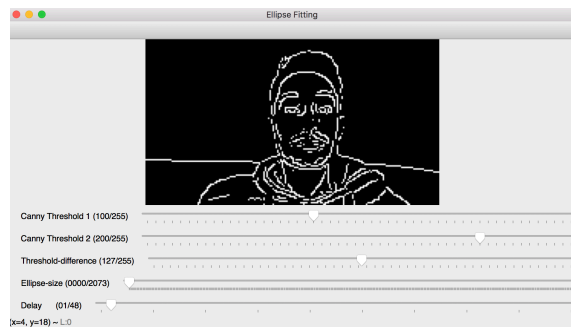 Ellipse Fitting
Canny Threshold 1 (100/255)
Canny Threshold 2 (200/255)
Threshold-difference (127/255)
Ellipse-size (0000/2073)
Delay (01/48)
(x=4, y=18) ~ L:0